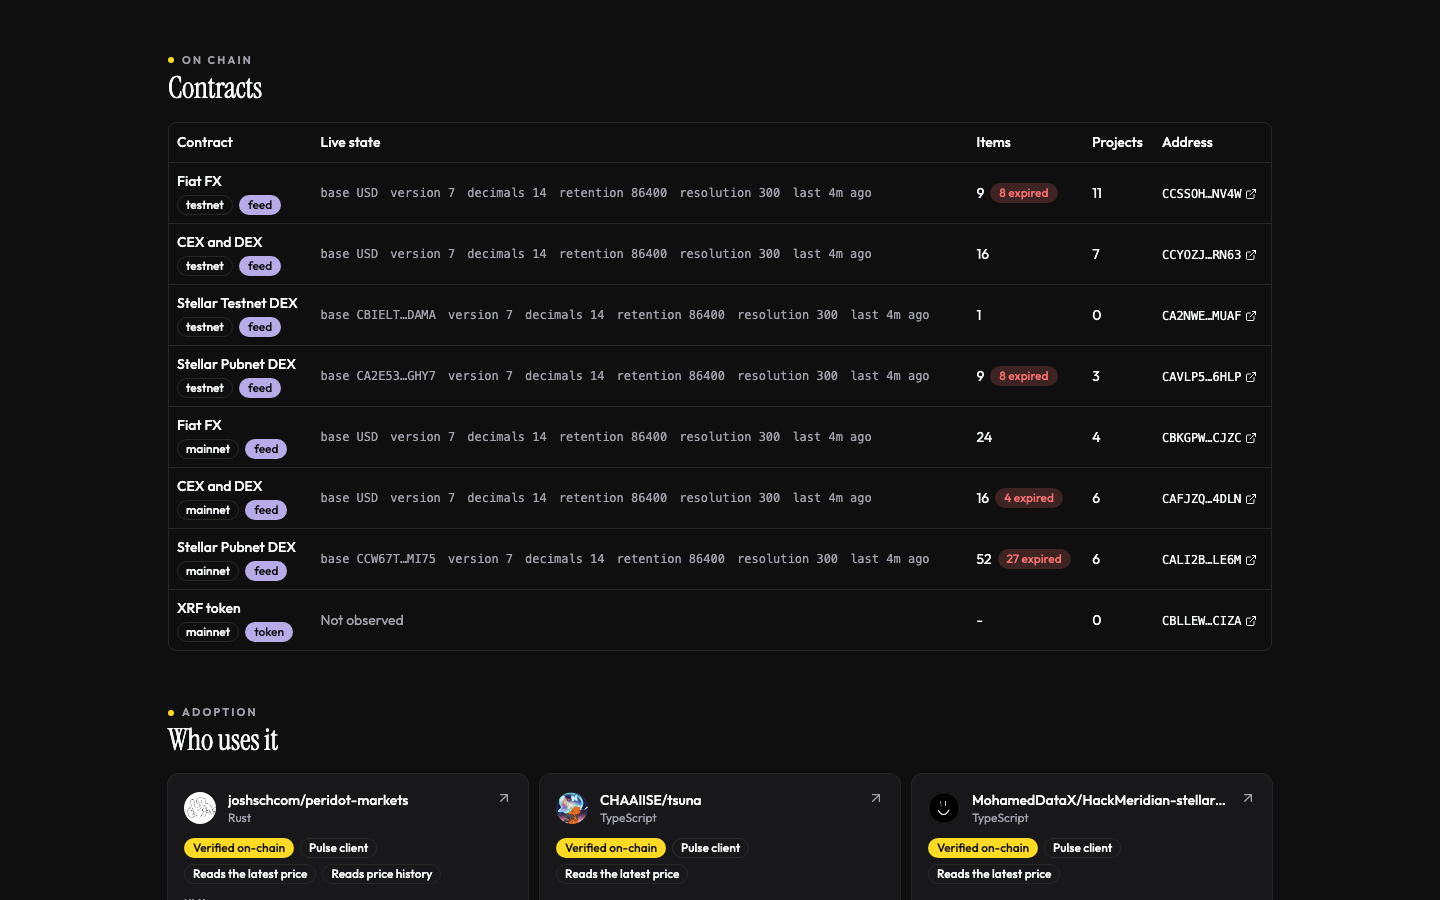 ON CHAIN
Contracts
Contract Live state Items Projects Address
Fiat FX
testnet feed
base USD version 7 decimals 14 retention 86400 resolution 300 last 4m ago 9 8 expired 11 CCSSOH…NV4W
CEX and DEX
testnet feed
base USD version 7 decimals 14 retention 86400 resolution 300 last 4m ago 16 7 CCYOZJ…RN63
Stellar Testnet DEX
testnet feed
base CBIELT…DAMA version 7 decimals 14 retention 86400 resolution 300 last 4m ago 1 0 CA2NWE…MUAF
Stellar Pubnet DEX
testnet feed
base CA2E53…GHY7 version 7 decimals 14 retention 86400 resolution 300 last 4m ago 9 8 expired 3 CAVLP5…6HLP
Fiat FX
mainnet feed
base USD version 7 decimals 14 retention 86400 resolution 300 last 4m ago 24 4 CBKGPW…CJZC
CEX and DEX
mainnet feed
base USD version 7 decimals 14 retention 86400 resolution 300 last 4m ago 16 4 expired 6 CAFJZQ…4DLN
Stellar Pubnet DEX
mainnet feed
base CCW67T…MI75 version 7 decimals 14 retention 86400 resolution 300 last 4m ago 52 27 expired 6 CALI2B…LE6M
XRF token
mainnet token
Not observed - 0 CBLLEW…CIZA
ADOPTION
Who uses it
joshschcom/peridot-markets
Rust
Verified on-chain Pulse client
Reads the latest price Reads price history
CHAAIISE/tsuna
TypeScript
Verified on-chain Pulse client
Reads the latest price
MohamedDataX/HackMeridian-stellar…
TypeScript
Verified on-chain Pulse client
Reads the latest price